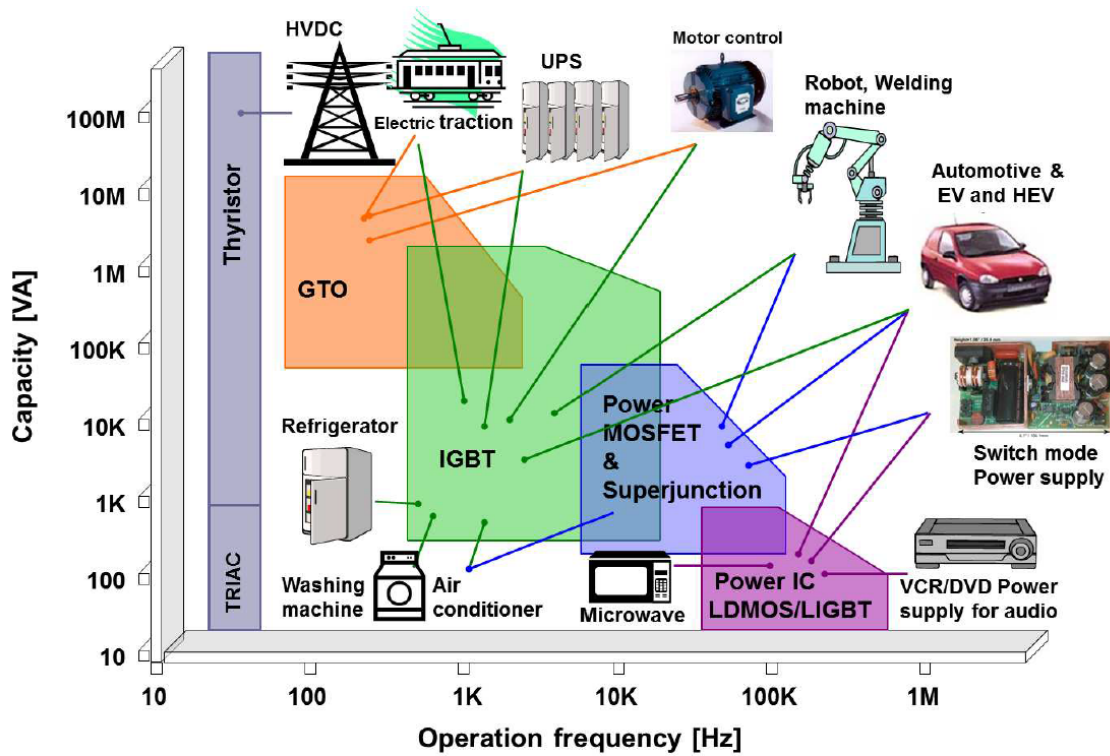 HVDC
Electric traction
UPS
Motor control
Robot, Welding
machine
Automotive &
EV and HEV
Switch mode
Power supply
VCR/DVD Power
supply for audio
Capacity [VA]
100M
10M
1M
100K
10K
1K
100
10
Thyristor
TRIAC
GTO
IGBT
Power
MOSFET
&
Superjunction
Power IC
LDMOS/LIGBT
Refrigerator
Washing
machine
Air
conditioner
Microwave
10
100
1K
10K
100K
1M
Operation frequency [Hz]